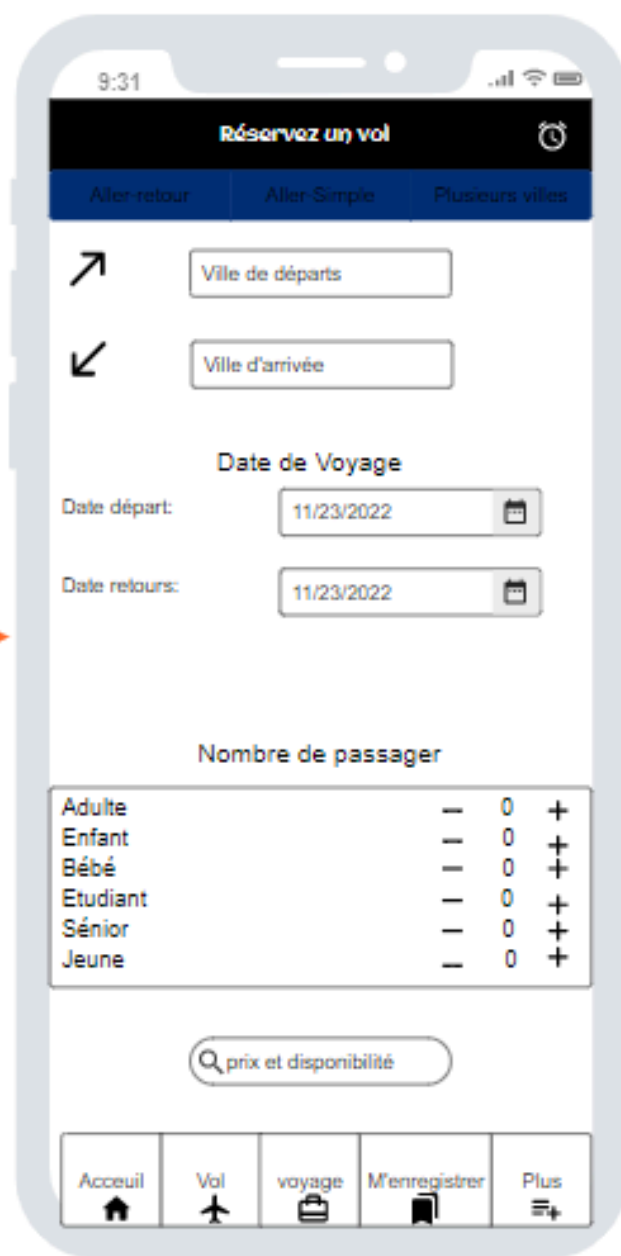 9:31
Réservez un vol
Aller-retour Aller-Simple Plusieurs villes
Ville de départs
Ville d'arrivée
Date de Voyage
Date départ: 11/23/2022
Date retours: 11/23/2022
Nombre de passager
Adulte — 0 +
Enfant — 0 +
Bébé — 0 +
Etudiant — 0 +
Sénior — 0 +
Jeune — 0 +
prix et disponibilité
Acceuil Vol voyage M'enregistrer Plus